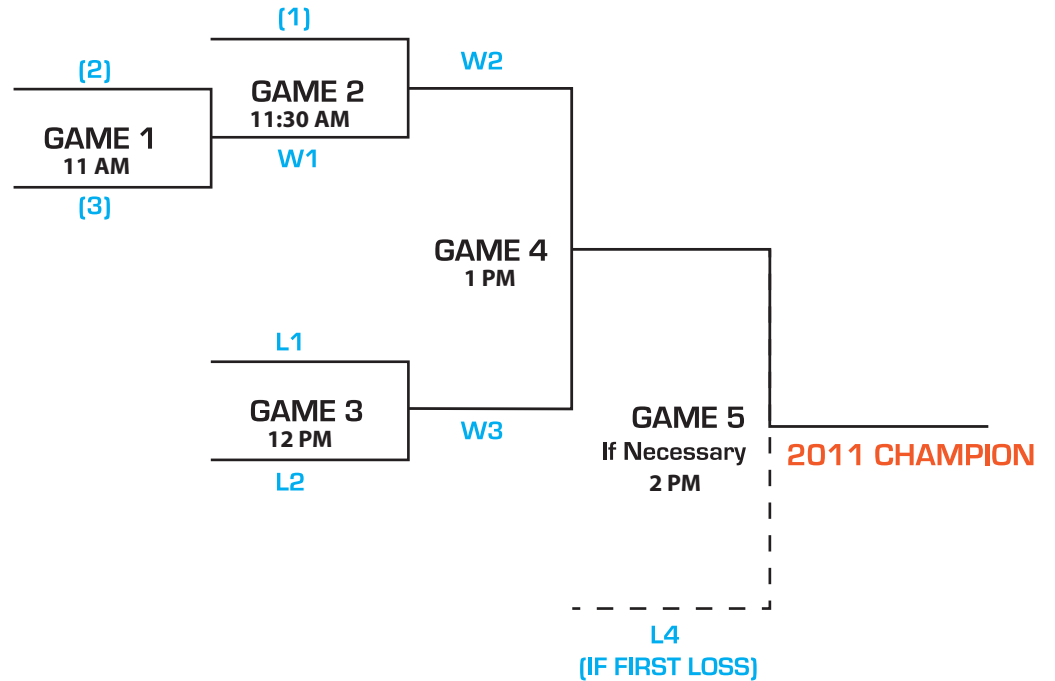 (1)
(2)
W2
GAME 2
11:30 AM
GAME 1
11 AM
W1
(3)
GAME 4
1 PM
L1
GAME 3
12 PM
W3
L2
GAME 5
If Necessary
2 PM
2011 CHAMPION
L4
(IF FIRST LOSS)